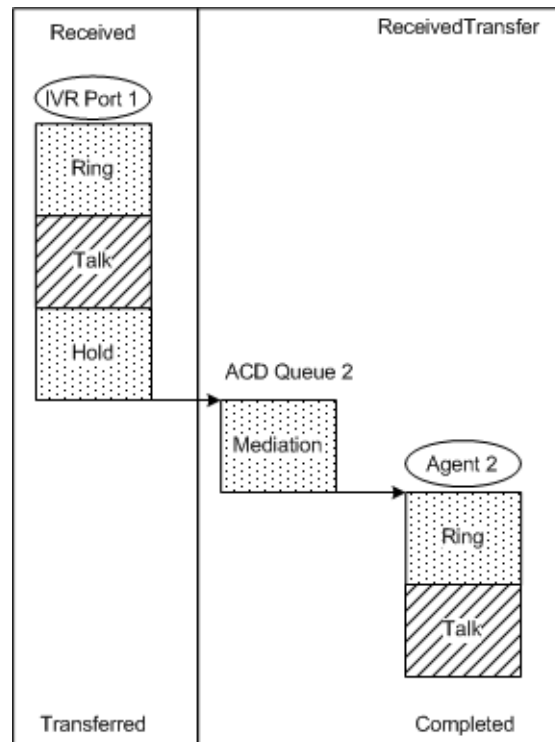 Received
ReceivedTransfer
IVR Port 1
Ring
Talk
Hold
ACD Queue 2
Mediation
Agent 2
Ring
Talk
Transferred
Completed